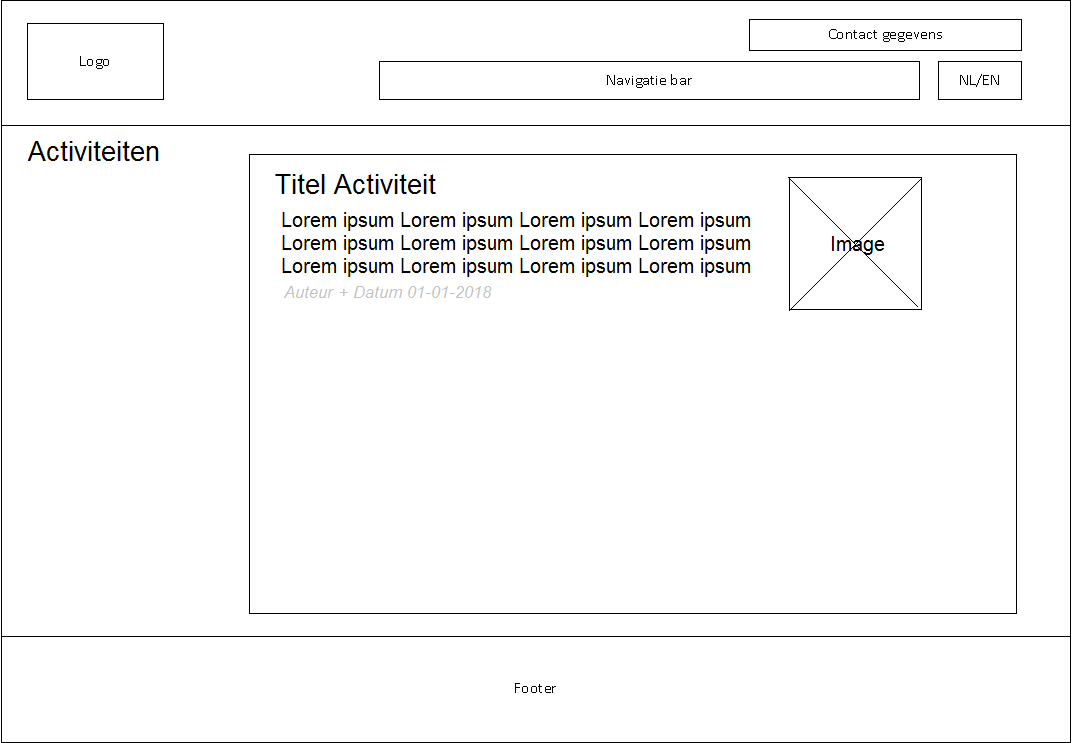 Logo
Contact gegevens
Navigatie bar
NL/EN
Activiteiten
Titel Activiteit
Lorem ipsum Lorem ipsum Lorem ipsum Lorem ipsum
Lorem ipsum Lorem ipsum Lorem ipsum Lorem ipsum
Lorem ipsum Lorem ipsum Lorem ipsum Lorem ipsum
Auteur + Datum 01-01-2018
Image
Footer